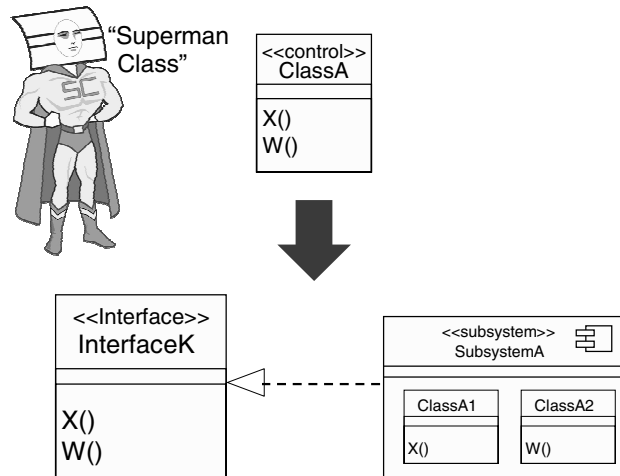 “Superman
Class”
SC
<<control>>
ClassA
X()
W()
<<Interface>>
InterfaceK
X()
W()
<<subsystem>>
SubsystemA
ClassA1
X()
ClassA2
W()